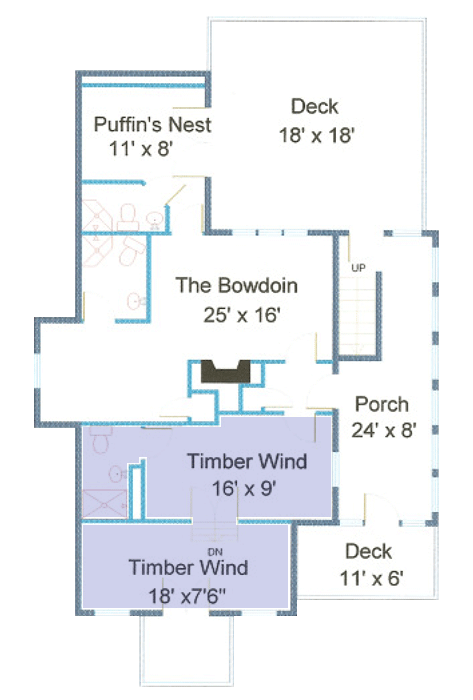 Deck
18' x 18'
Puffin's Nest
11' x 8'
UP
The Bowdoin
25' x 16'
Porch
24' x 8'
Timber Wind
16' x 9'
DN
Timber Wind
18' x7'6"
Deck
11' x 6'